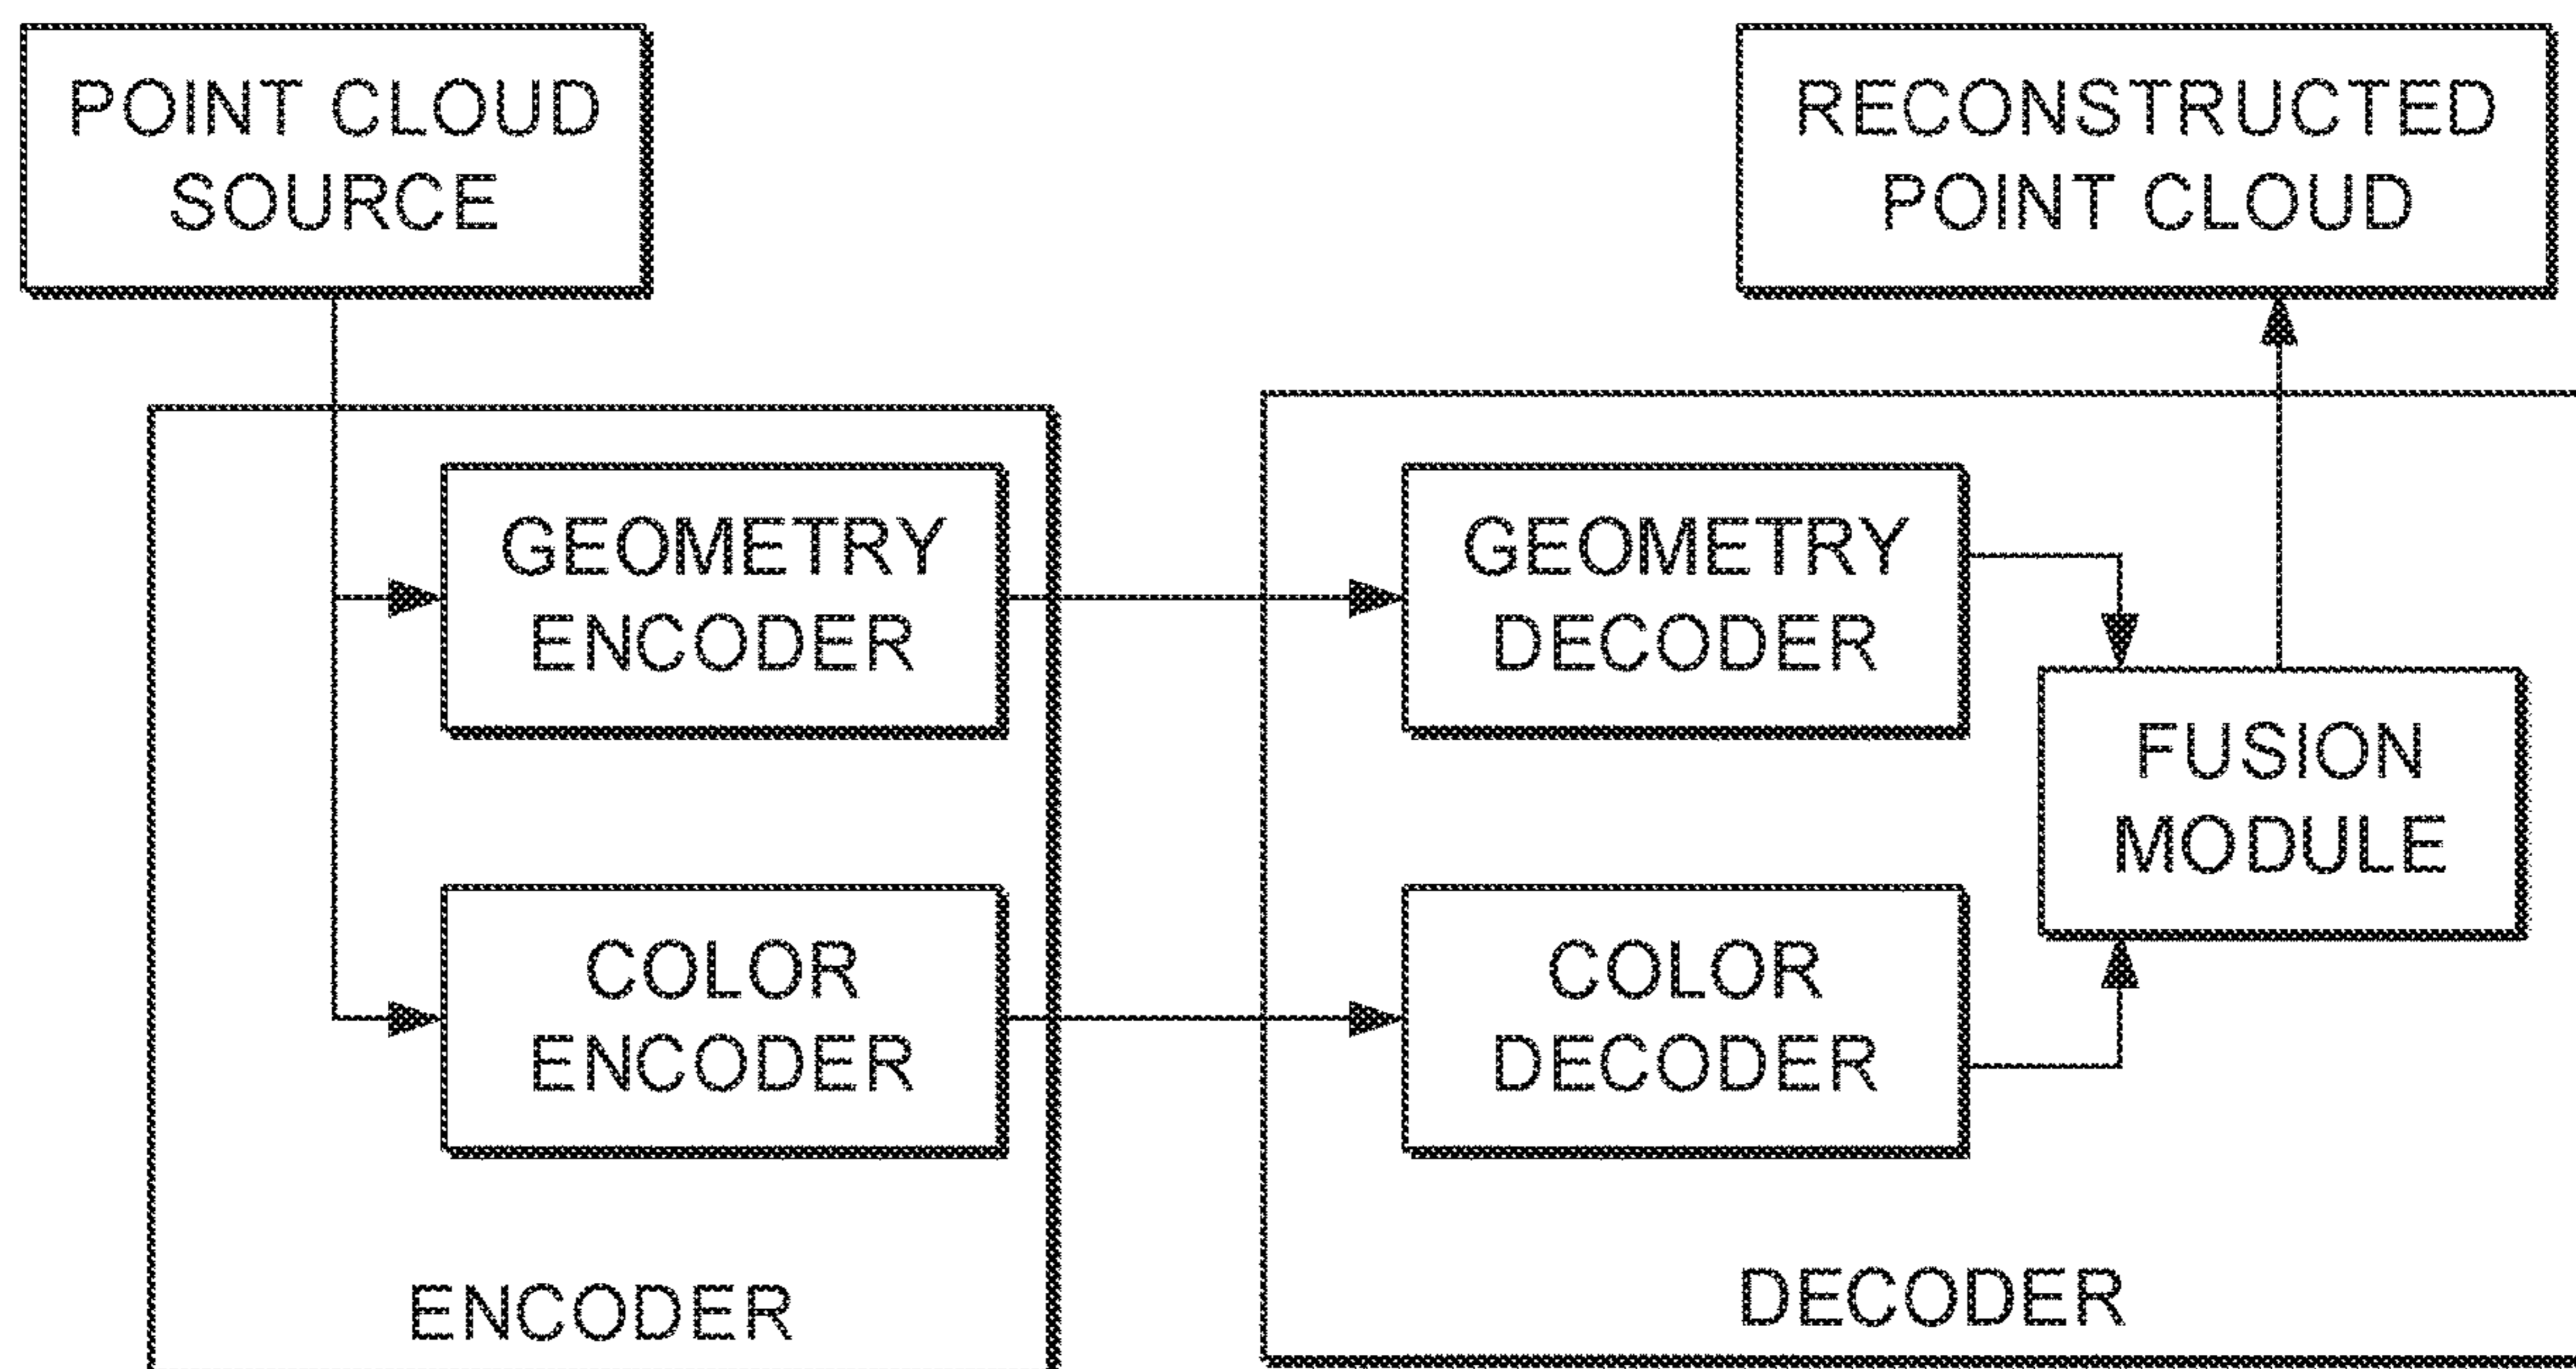 POINT CLOUD
SOURCE
RECONSTRUCTED
POINT CLOUD
GEOMETRY
ENCODER
GEOMETRY
DECODER
FUSION
MODULE
COLOR
ENCODER
COLOR
DECODER
ENCODER
DECODER